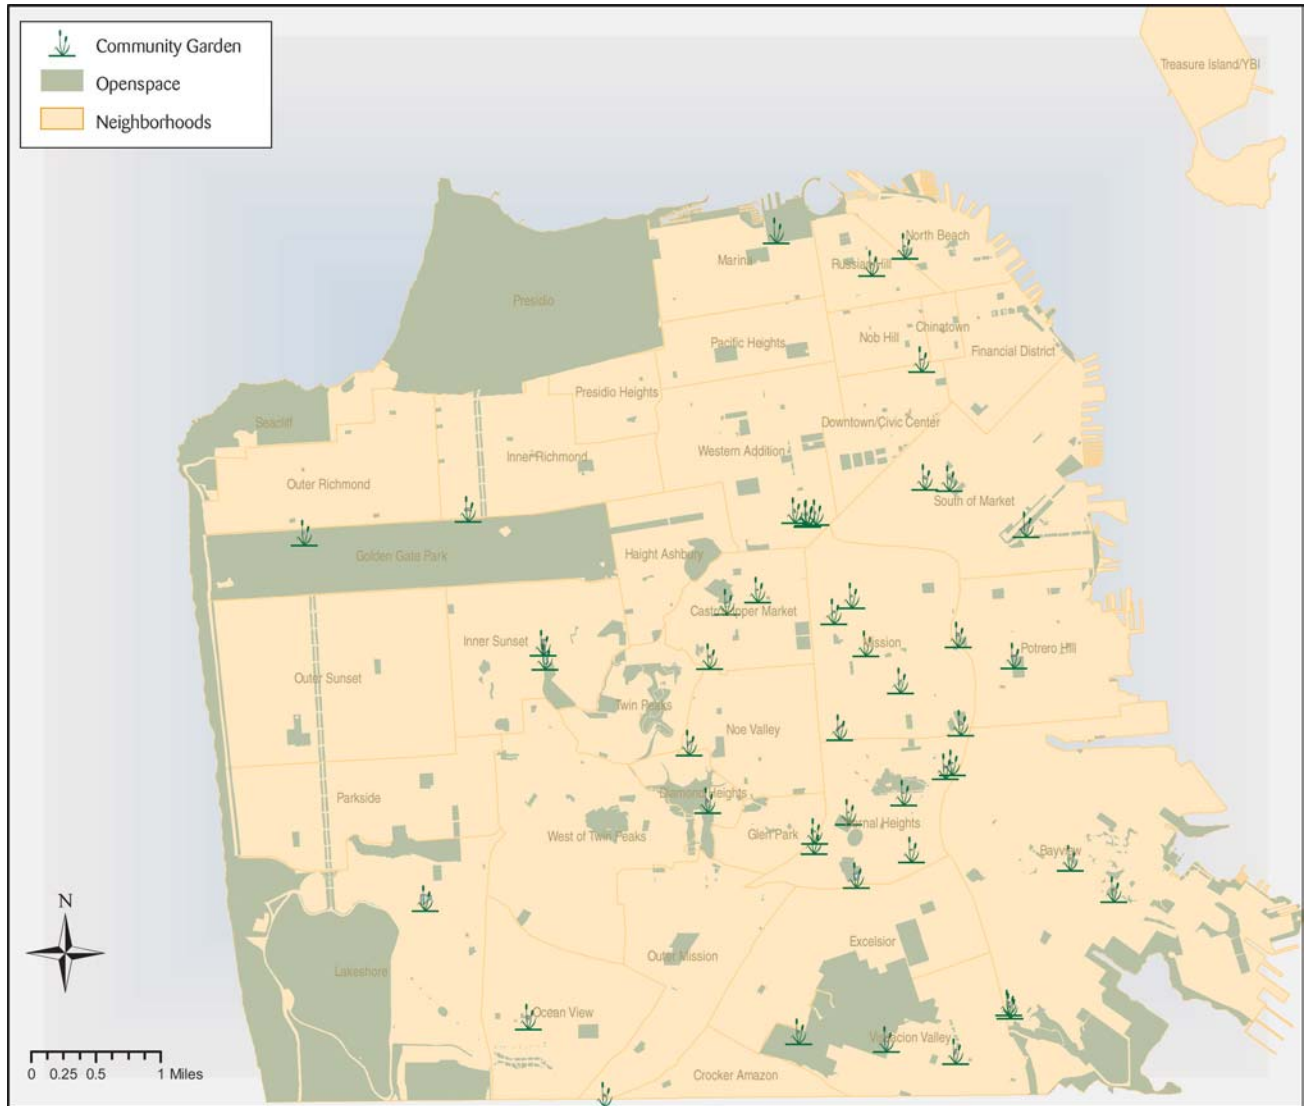 Community Garden
Openspace
Neighborhoods
Treasure Island/YBI
North Beach
Marina
Russian Hill
Presidio
Chinatown
Nob Hill
Pacific Heights
Financial District
Presidio Heights
Seacliff
Downtown/Civic Center
Western Addition
Inner Richmond
Outer Richmond
South of Market
Golden Gate Park
Haight Ashbury
Castro/Upper Market
Inner Sunset
Mission
Potrero Hill
Outer Sunset
Twin Peaks
Noe Valley
Diamond Heights
Parkside
Bernal Heights
West of Twin Peaks
Glen Park
Bayview
N
Excelsior
Outer Mission
Lakeshore
Ocean View
Visitacion Valley
Crocker Amazon
0 0.25 0.5 1 Miles